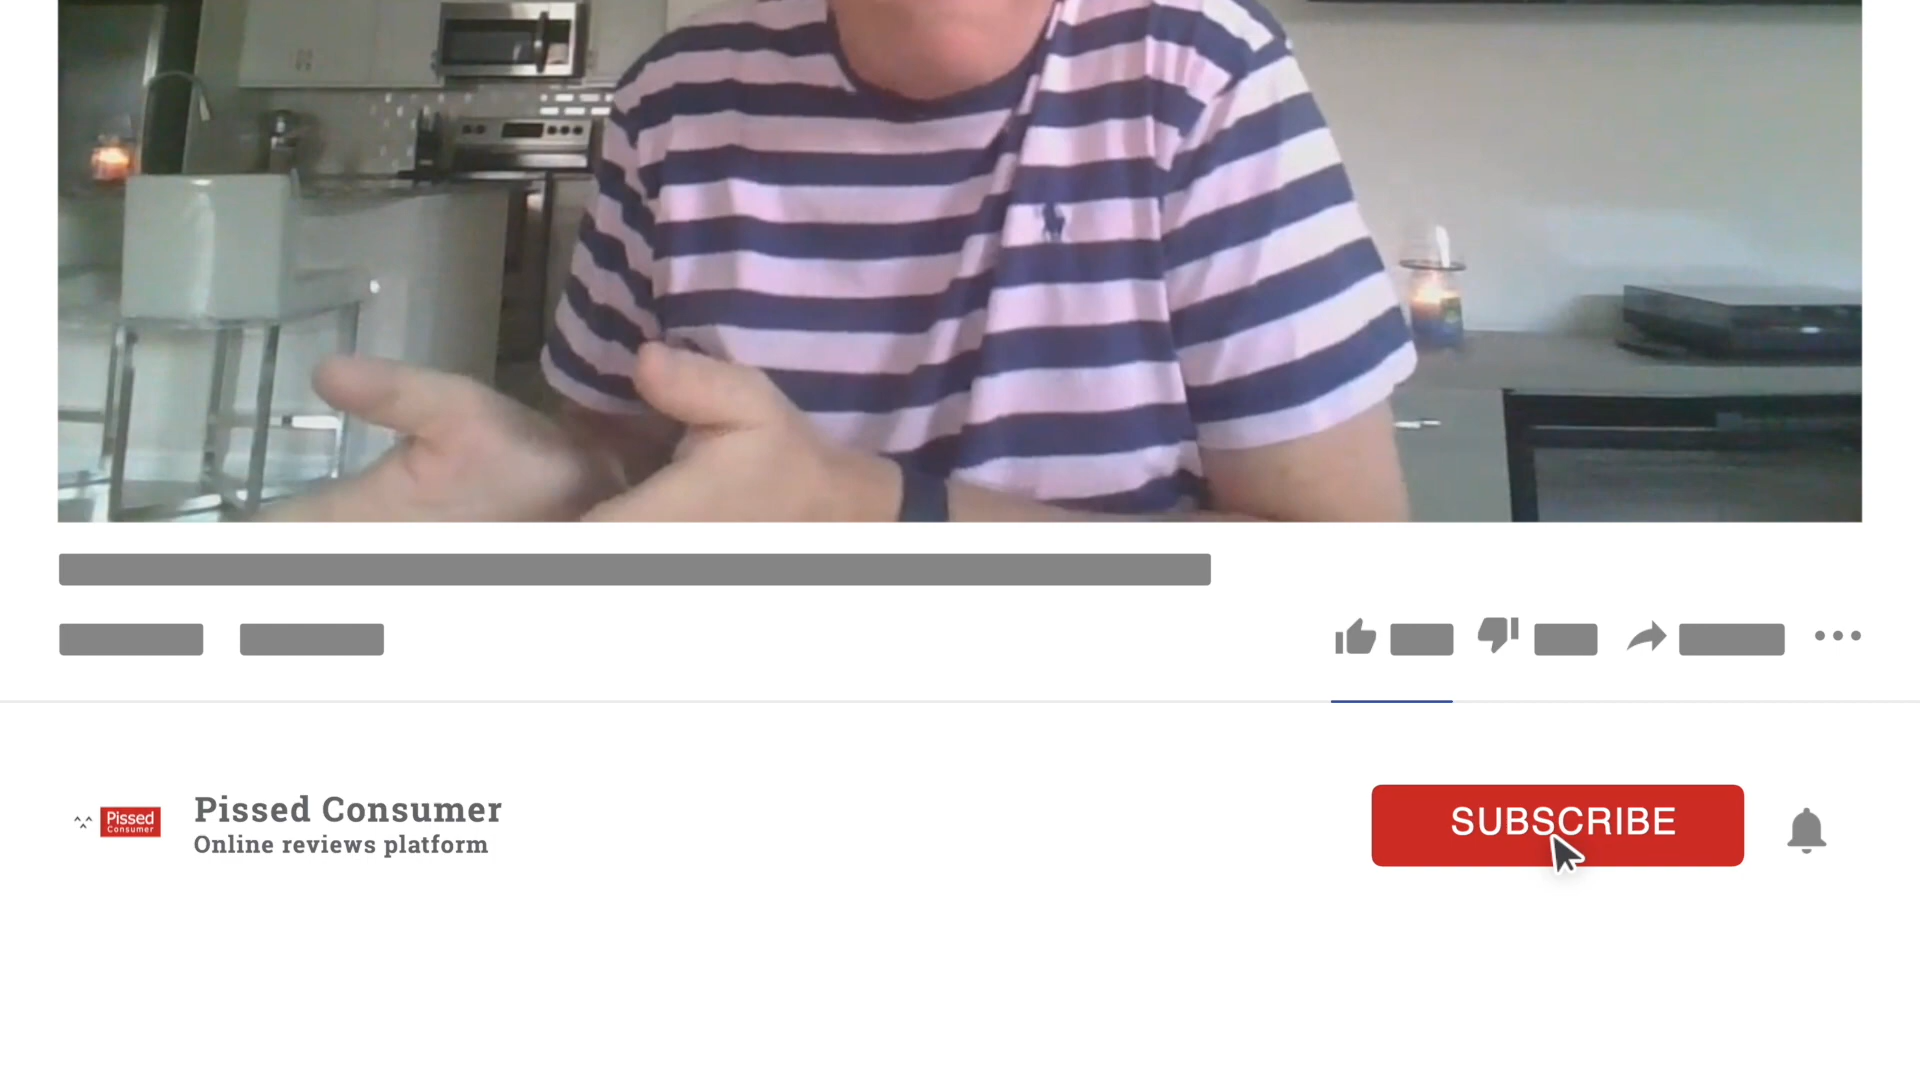 Pissed
Consumer
Pissed Consumer
Online reviews platform
SUBSCRIBE